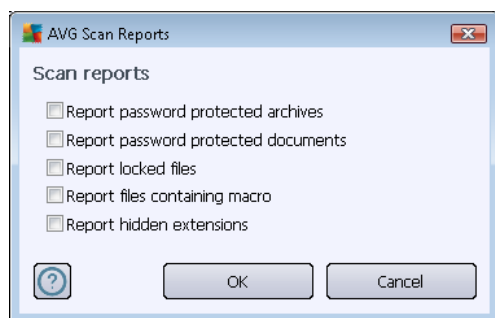 AVG Scan Reports
Scan reports
Report password protected archives
Report password protected documents
Report locked files
Report files containing macro
Report hidden extensions
? OK Cancel